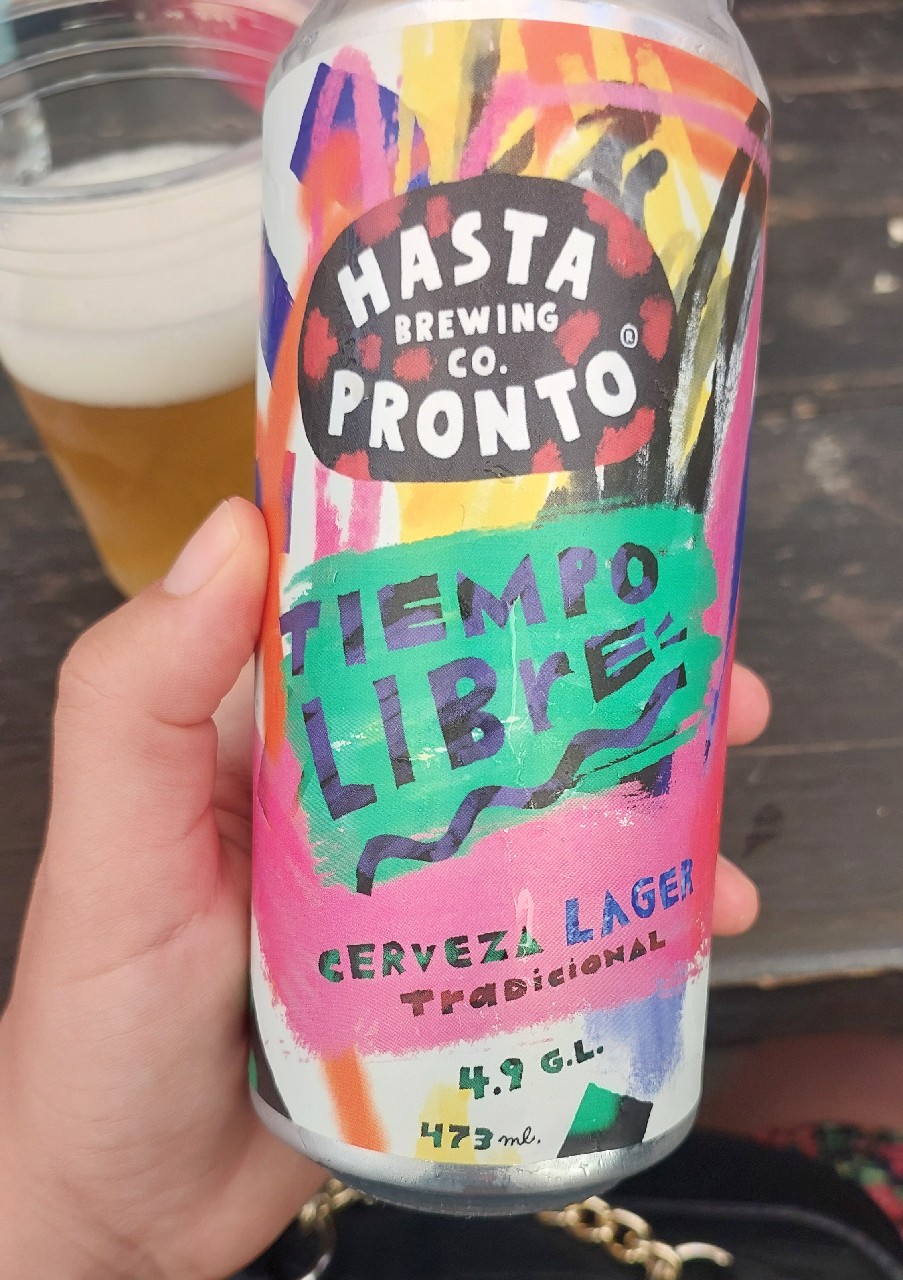 HASTA
BREWING
CO.
PRONTO®
TIEMPO
LIBRE
CERVEZA LAGER
TraDicioNAL
4.9 G.L.
473 ml.